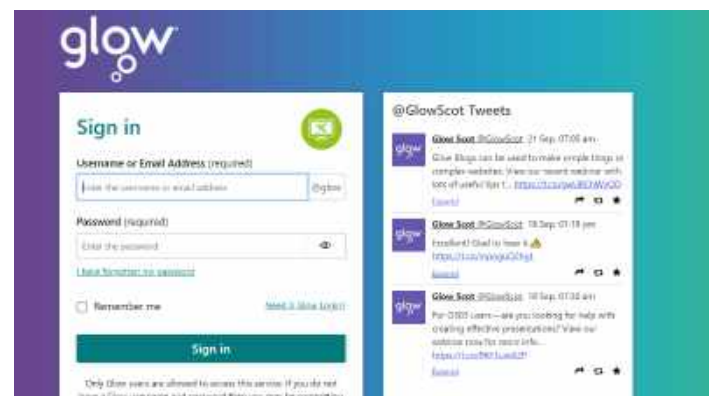 glow
Sign in
Username or Email Address (required)
Enter the username or email address
@glow
Password (required)
Enter the password
I have forgotten my password
Remember me
Need a Glow Login?
Sign in
Only Glow users are allowed to access this service. If you do not
@GlowScot Tweets
glow
Glow Scot @GlowScot 21 Sep, 07:05 am
Glow Blogs can be used to make simple blogs or
complex websites. View our recent webinar with
lots of useful tips t...
Expand
glow
Glow Scot @GlowScot 18 Sep, 01:18 pm
Excellent! Glad to hear it
Expand
glow
Glow Scot @GlowScot 18 Sep,
For users – are you looking for help with
creating effective presentations? View our
webinar now for more info...
Expand